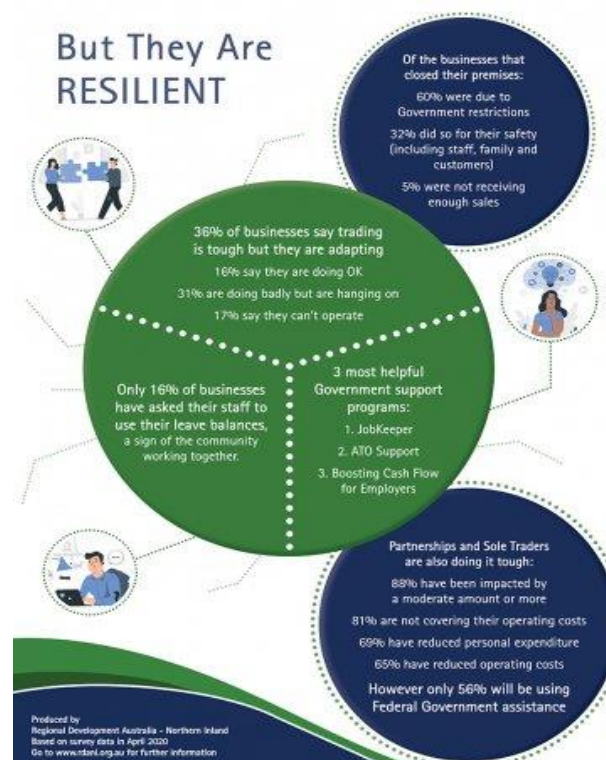 But They Are
RESILIENT
Of the businesses that
closed their premises:
60% were due to
Government restrictions
32% did so for their safety
(including staff, family and
customers)
5% were not receiving
enough sales
36% of businesses say trading
is tough but they are adapting
16% say they are doing OK
31% are doing badly but are hanging on
17% say they can't operate
Only 16% of businesses
have asked their staff to
use their leave balances,
a sign of the community
working together.
3 most helpful
Government support
programs:
1. JobKeeper
2. ATO Support
3. Boosting Cash Flow
for Employers
Partnerships and Sole Traders
are also doing it tough:
88% have been impacted by
a moderate amount or more
81% are not covering their operating costs
69% have reduced personal expenditure
65% have reduced operating costs
However only 56% will be using
Federal Government assistance
Produced by
Regional Development Australia - Northern Inland
Based on survey data in April 2020
Go to www.rdani.org.au for further information